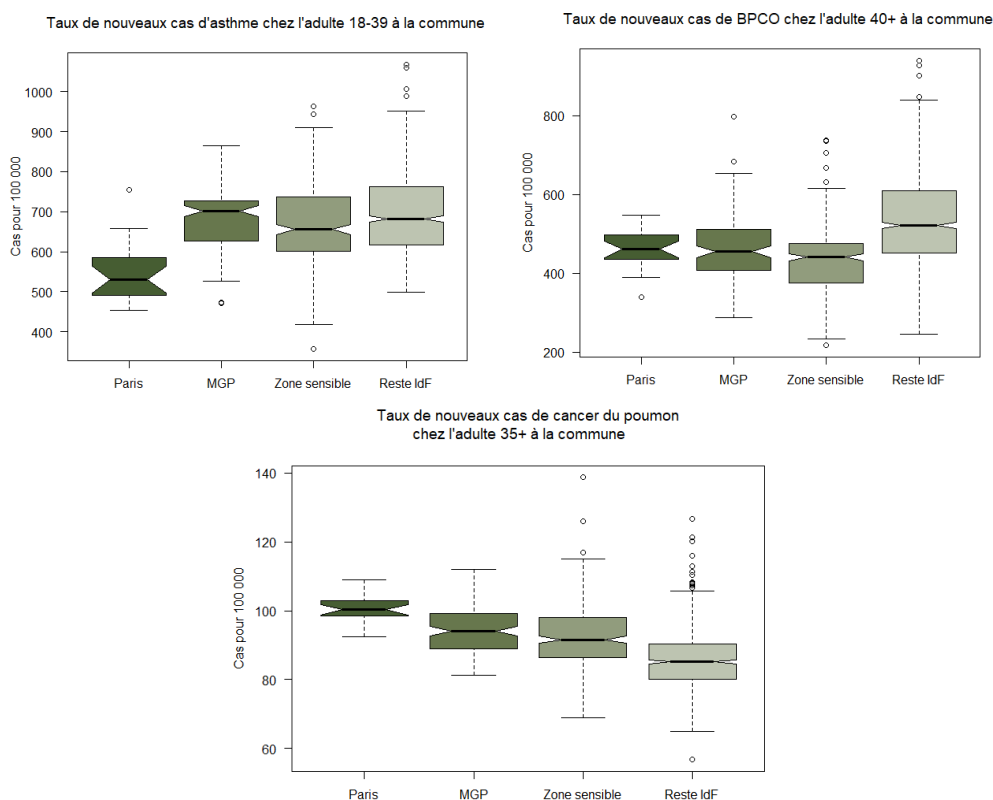 Taux de nouveaux cas d'asthme chez l'adulte 18-39 à la commune
Cas pour 100 000
1000
900
800
700
600
500
400
Paris
MGP
Zone sensible
Reste IdF
Taux de nouveaux cas de BPCO chez l'adulte 40+ à la commune
Cas pour 100 000
800
600
400
200
Paris
MGP
Zone sensible
Reste IdF
Taux de nouveaux cas de cancer du poumon
chez l'adulte 35+ à la commune
Cas pour 100 000
140
120
100
80
60
Paris
MGP
Zone sensible
Reste IdF